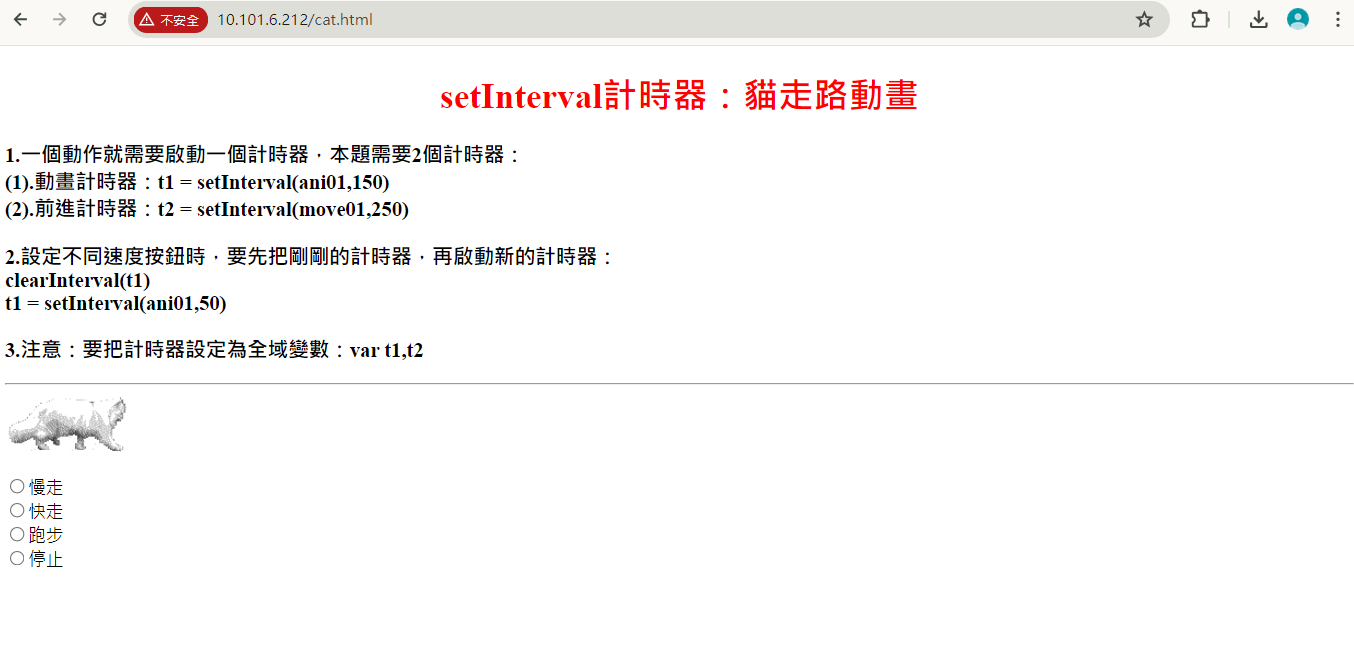 不安全 10.101.6.212/cat.html
setInterval計時器：貓走路動畫
1.一個動作就需要啟動一個計時器，本題需要2個計時器：
(1).動畫計時器：t1 = setInterval(ani01,150)
(2).前進計時器：t2 = setInterval(move01,250)
2.設定不同速度按鈕時，要先把剛剛的計時器，再啟動新的計時器：
clearInterval(t1)
t1 = setInterval(ani01,50)
3.注意：要把計時器設定為全域變數：var t1,t2
慢走
快走
跑步
停止